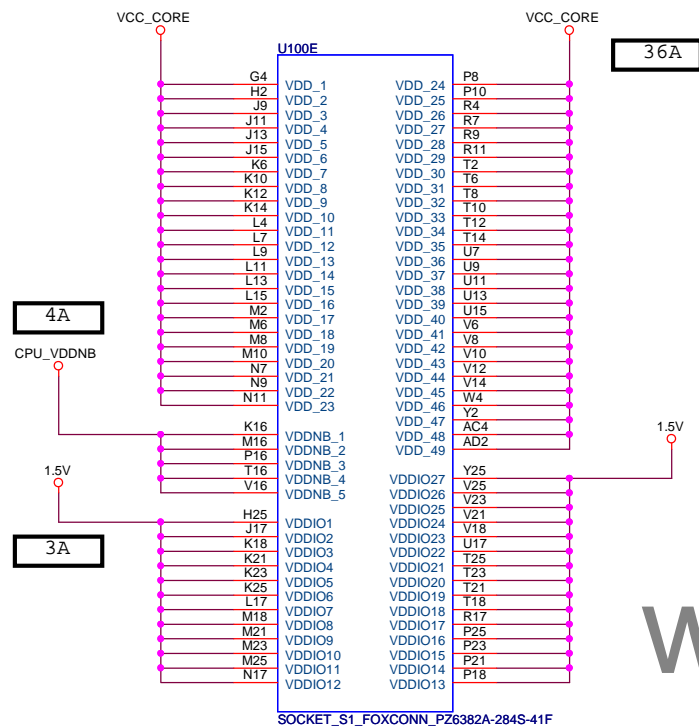 VCC_CORE
VCC_CORE
36A
U100E
G4 VDD_1 VDD_24 P8
H2 VDD_2 VDD_25 P10
J9 VDD_3 VDD_26 R4
J11 VDD_4 VDD_27 R7
J13 VDD_5 VDD_28 R9
J15 VDD_6 VDD_29 R11
K6 VDD_7 VDD_30 T2
K10 VDD_8 VDD_31 T6
K12 VDD_9 VDD_32 T8
K14 VDD_10 VDD_33 T10
L4 VDD_11 VDD_34 T12
L7 VDD_12 VDD_35 T14
L9 VDD_13 VDD_36 U7
L11 VDD_14 VDD_37 U9
L13 VDD_15 VDD_38 U11
L15 VDD_16 VDD_39 U13
M2 VDD_17 VDD_40 U15
M6 VDD_18 VDD_41 V6
M8 VDD_19 VDD_42 V8
M10 VDD_20 VDD_43 V10
N7 VDD_21 VDD_44 V12
N9 VDD_22 VDD_45 V14
N11 VDD_23 VDD_46 W4
VDD_47 Y2
VDD_48 AC4
VDD_49 AD2
4A
CPU_VDDNB
K16 VDDNB_1
M16 VDDNB_2
P16 VDDNB_3
T16 VDDNB_4
V16 VDDNB_5
1.5V
1.5V
3A
H25 VDDIO1
J17 VDDIO2
K18 VDDIO3
K21 VDDIO4
K23 VDDIO5
K25 VDDIO6
L17 VDDIO7
M18 VDDIO8
M21 VDDIO9
M23 VDDIO10
M25 VDDIO11
N17 VDDIO12
VDDIO27 Y25
VDDIO26 V25
VDDIO25 V23
VDDIO24 V21
VDDIO23 V18
VDDIO22 U17
VDDIO21 T25
VDDIO20 T23
VDDIO19 T21
VDDIO18 T18
VDDIO17 R17
VDDIO16 P25
VDDIO15 P23
VDDIO14 P21
VDDIO13 P18
SOCKET_S1_FOXCONN_PZ6382A-284S-41F